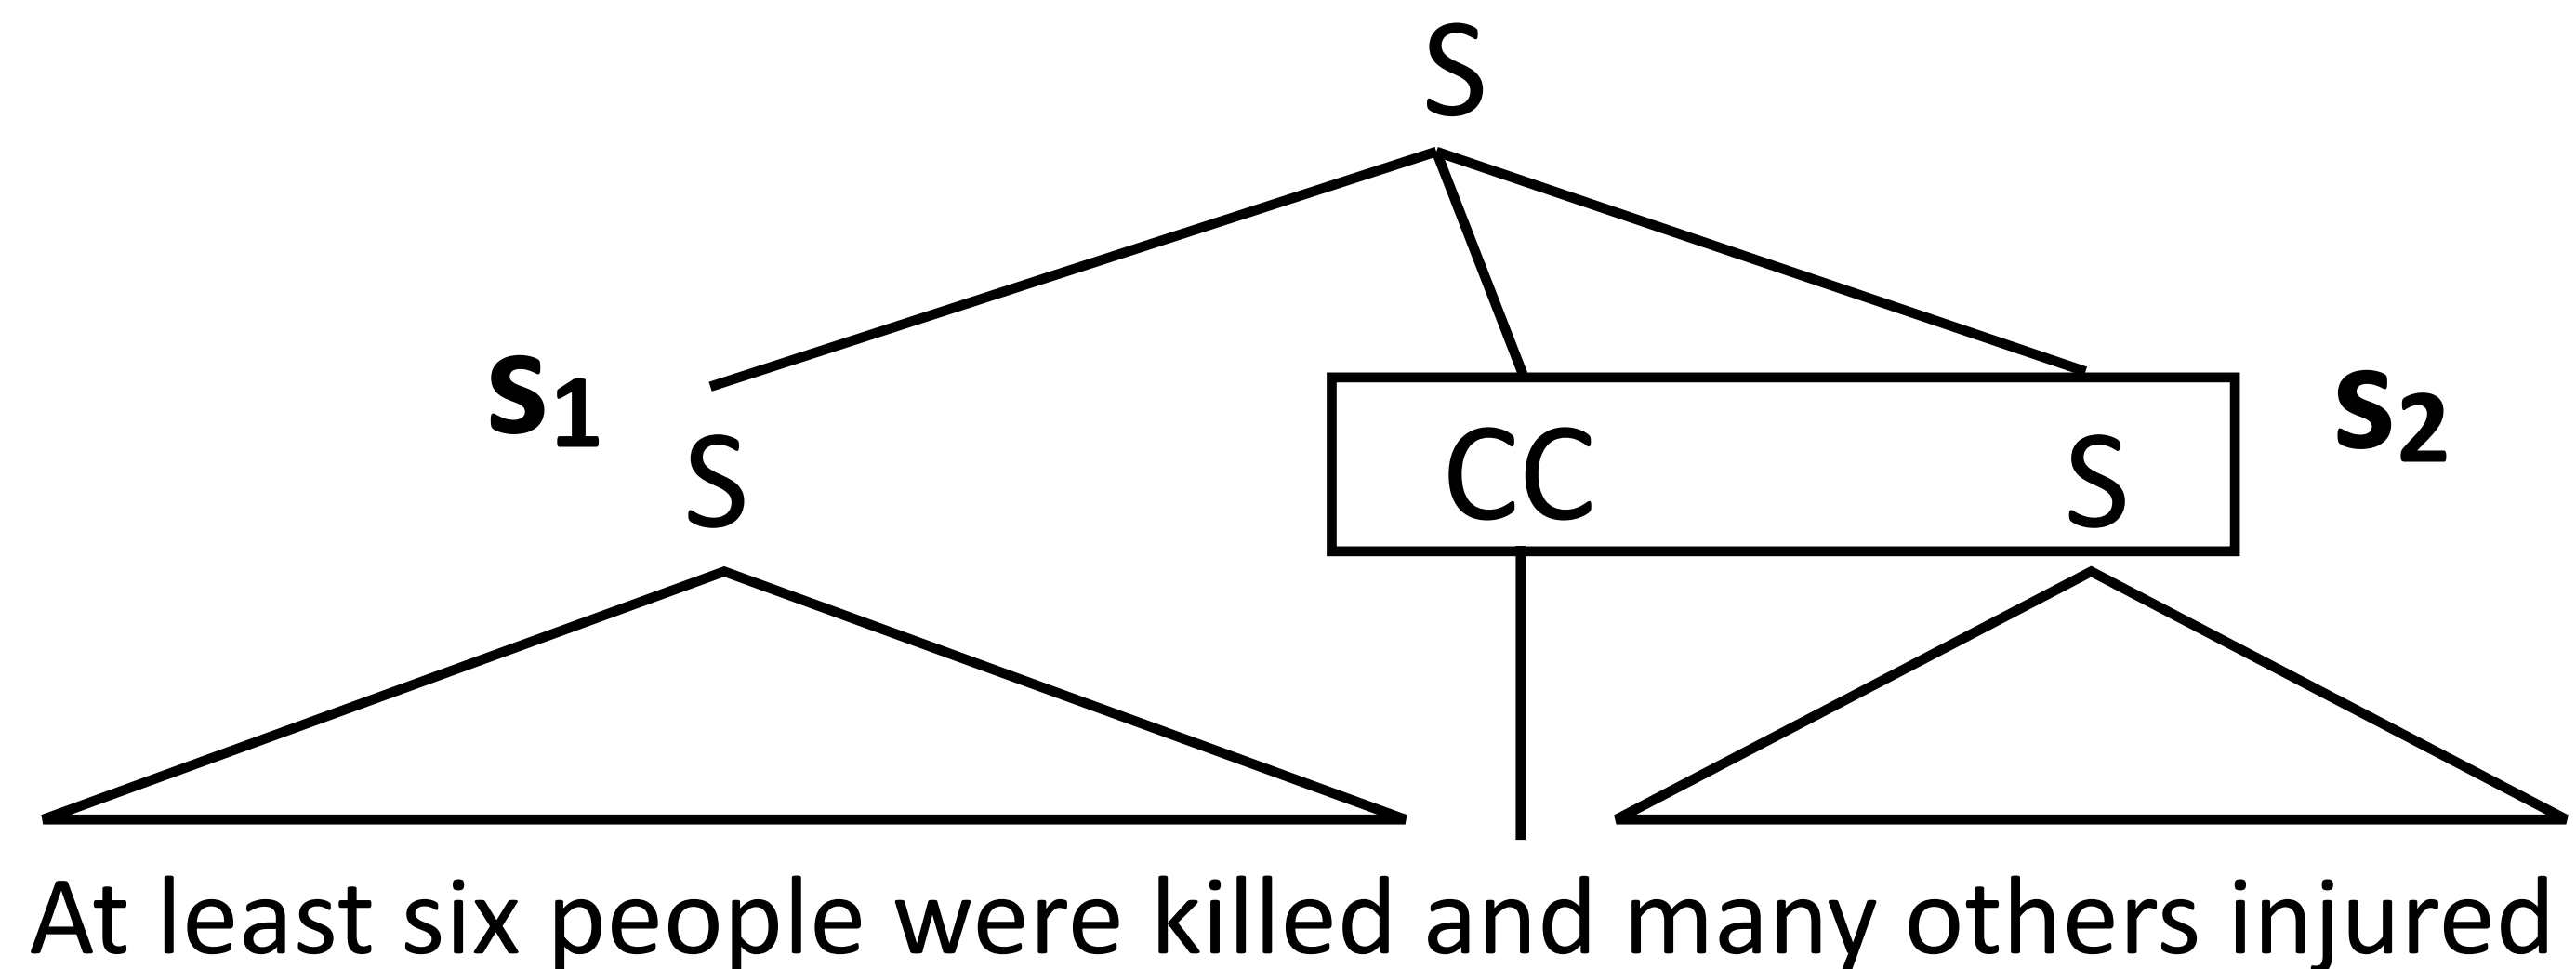 S
s1
S
CC
S
s2
At least six people were killed and many others injured